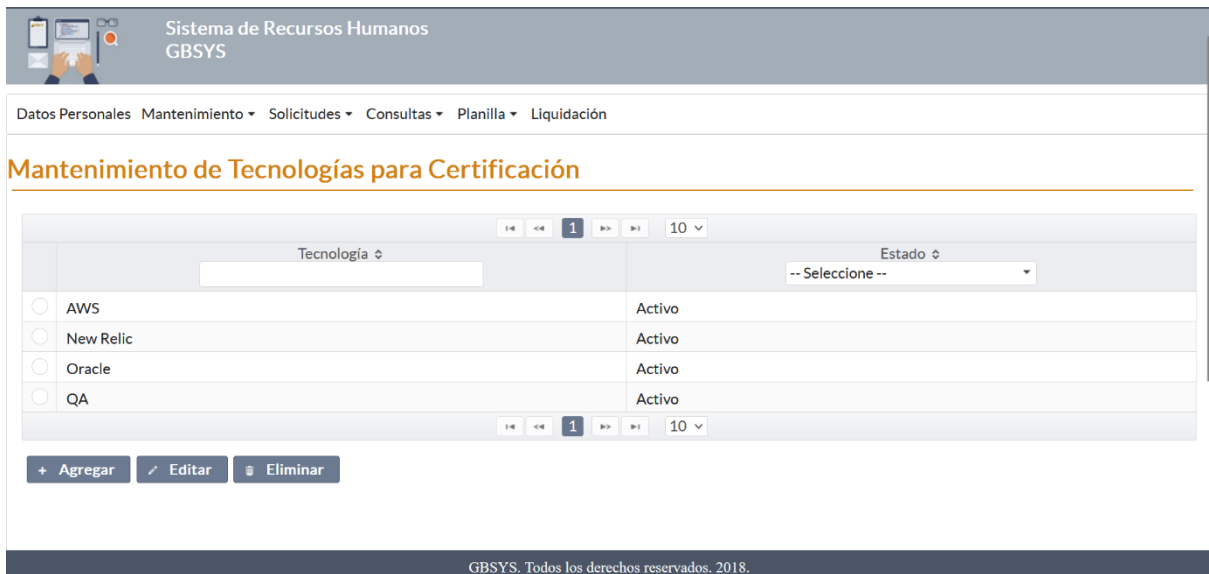 Sistema de Recursos Humanos
GBSYS
Datos Personales Mantenimiento Solicitudes Consultas Planilla Liquidación
Mantenimiento de Tecnologías para Certificación
1 10
Tecnología Estado
-- Seleccione --
AWS Activo
New Relic Activo
Oracle Activo
QA Activo
1 10
+ Agregar Editar Eliminar
GBSYS. Todos los derechos reservados. 2018.